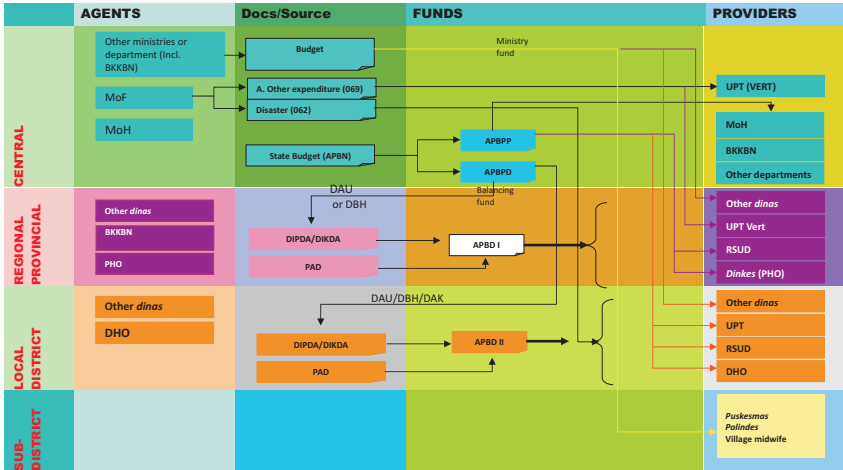 AGENTS
Docs/Source
FUNDS
PROVIDERS
CENTRAL
Other ministries or
department (Incl.
BKKBN)
MoF
MoH
Budget
A. Other expenditure (069)
Disaster (062)
State Budget (APBN)
Ministry
fund
APBPP
APBPD
Balancing
fund
UPT (VERT)
MoH
BKKBN
Other departments
REGIONAL
PROVINCIAL
Other dinas
BKKBN
PHO
DAU
or DBH
DIPDA/DIKDA
PAD
APBD I
Other dinas
UPT Vert
RSUD
Dinkes (PHO)
LOCAL
DISTRICT
Other dinas
DHO
DAU/DBH/DAK
DIPDA/DIKDA
PAD
APBD II
Other dinas
UPT
RSUD
DHO
SUB-
DISTRICT
Puskesmas
Polindes
Village midwife